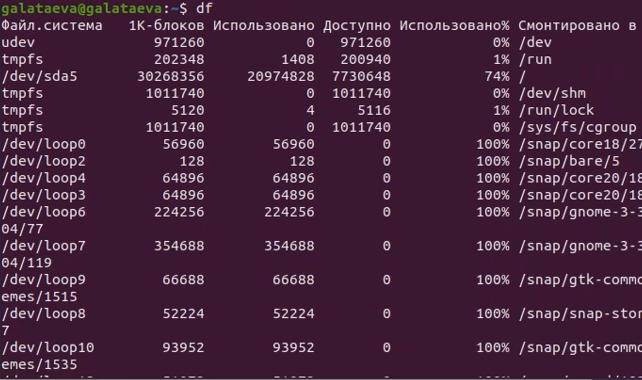 galataeva@galataeva:~$ df
Файл.система 1K-блоков Использовано Доступно Использовано% Смонтировано в
udev 971260 0 971260 0% /dev
tmpfs 202348 1408 200940 1% /run
/dev/sda5 30268356 20974828 7730648 74% /
tmpfs 1011740 0 1011740 0% /dev/shm
tmpfs 5120 4 5116 1% /run/lock
tmpfs 1011740 0 1011740 0% /sys/fs/cgroup
/dev/loop0 56960 56960 0 100% /snap/core18/27
/dev/loop2 128 128 0 100% /snap/bare/5
/dev/loop4 64896 64896 0 100% /snap/core20/18
/dev/loop3 64896 64896 0 100% /snap/core20/18
/dev/loop6 224256 224256 0 100% /snap/gnome-3-3
04/77
/dev/loop7 354688 354688 0 100% /snap/gnome-3-3
04/119
/dev/loop9 66688 66688 0 100% /snap/gtk-commo
emes/1515
/dev/loop8 52224 52224 0 100% /snap/snap-stor
7
/dev/loop10 93952 93952 0 100% /snap/gtk-commo
emes/1535